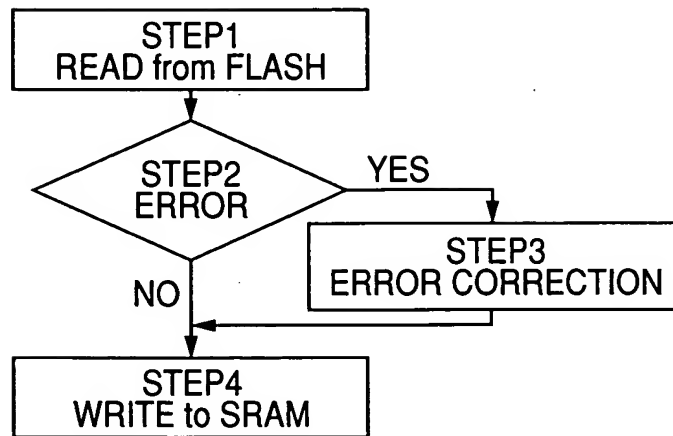 STEP1
READ from FLASH
STEP2
ERROR
YES
STEP3
ERROR CORRECTION
NO
STEP4
WRITE to SRAM